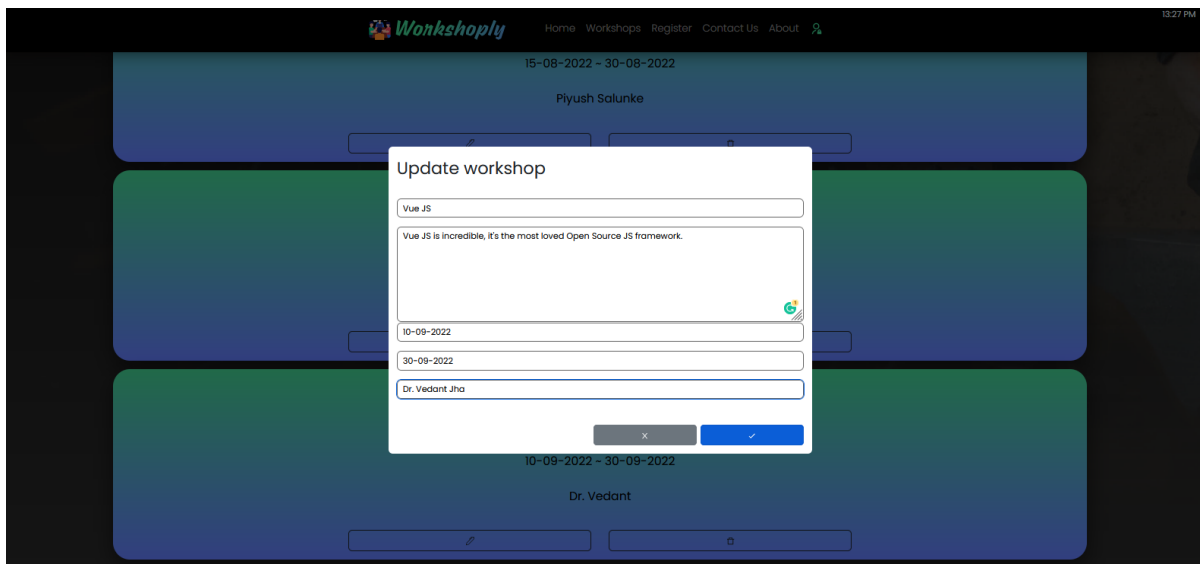 Workshoply
Home Workshops Register Contact Us About
13:27 PM
15-08-2022 - 30-08-2022
Piyush Salunke
Update workshop
Vue JS
Vue JS is incredible, it's the most loved Open Source JS framework.
10-09-2022
30-09-2022
Dr. Vedant Jha
10-09-2022 - 30-09-2022
Dr. Vedant